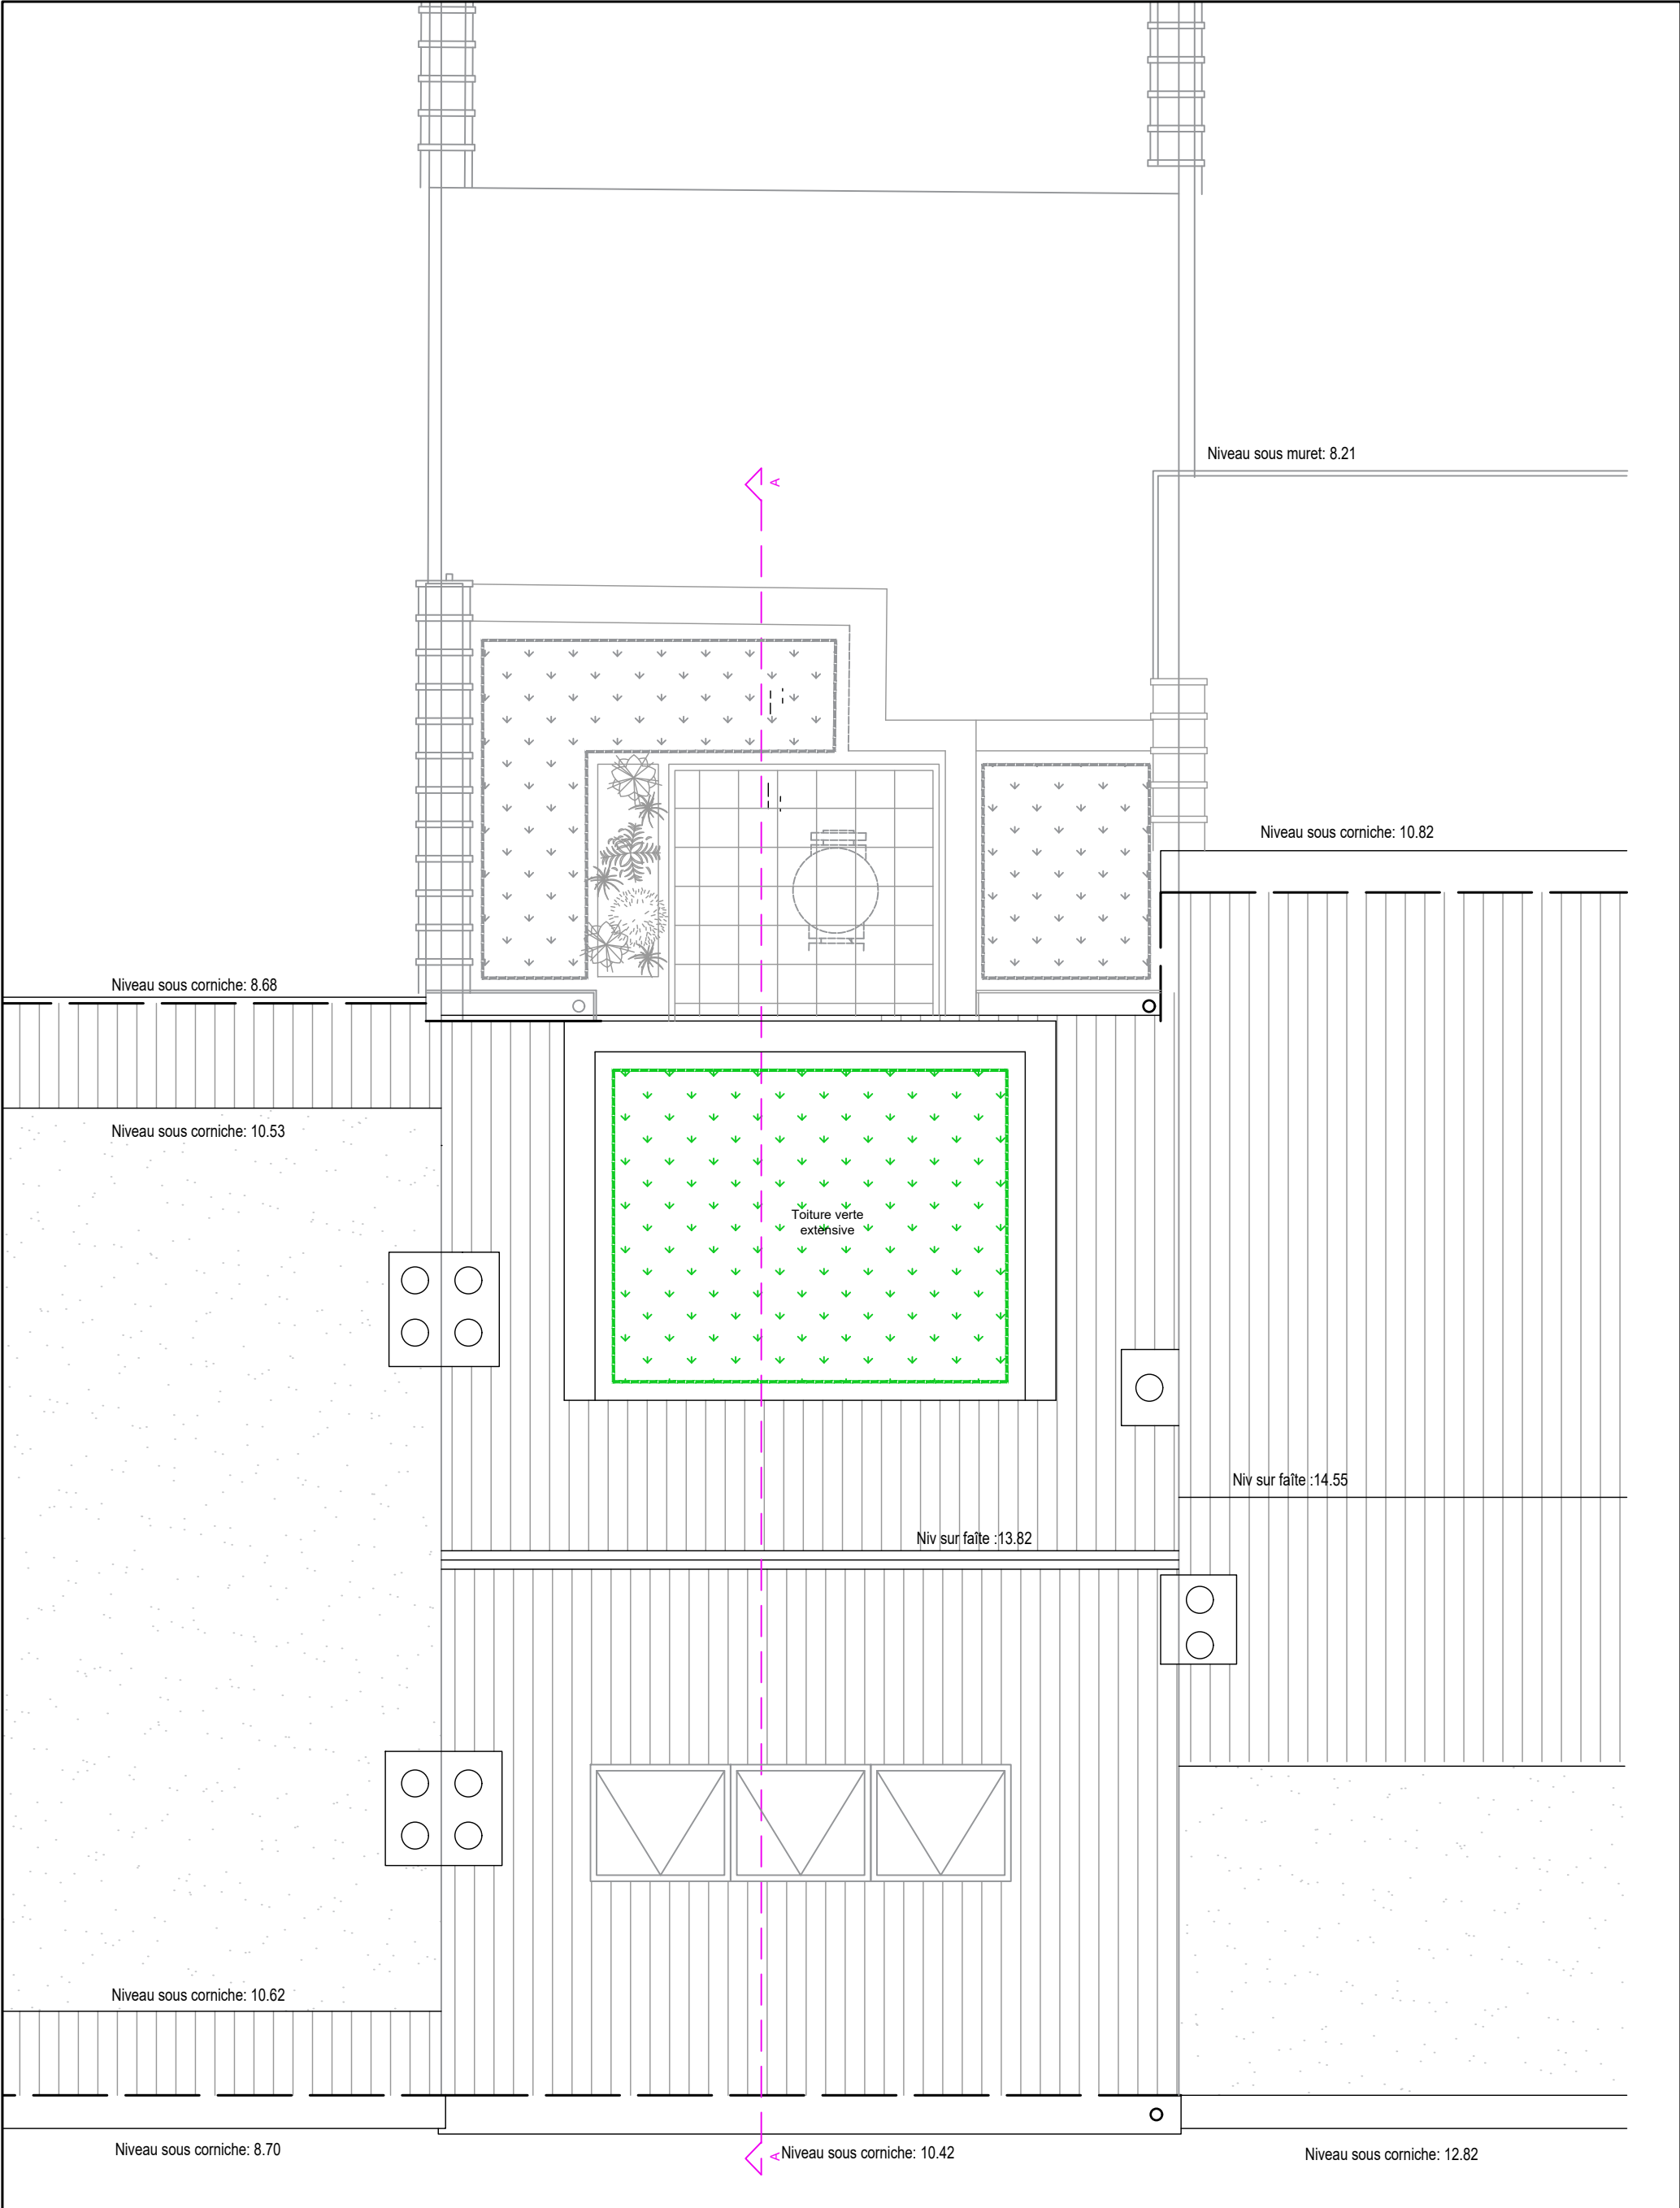 Niveau sous muret: 8.21
A
Niveau sous corniche: 10.82
Niveau sous corniche: 8.68
Niveau sous corniche: 10.53
Toiture verte
extensive
Niv sur faîte :14.55
Niv sur faîte :13.82
Niveau sous corniche: 10.62
Niveau sous corniche: 8.70
A
Niveau sous corniche: 10.42
Niveau sous corniche: 12.82